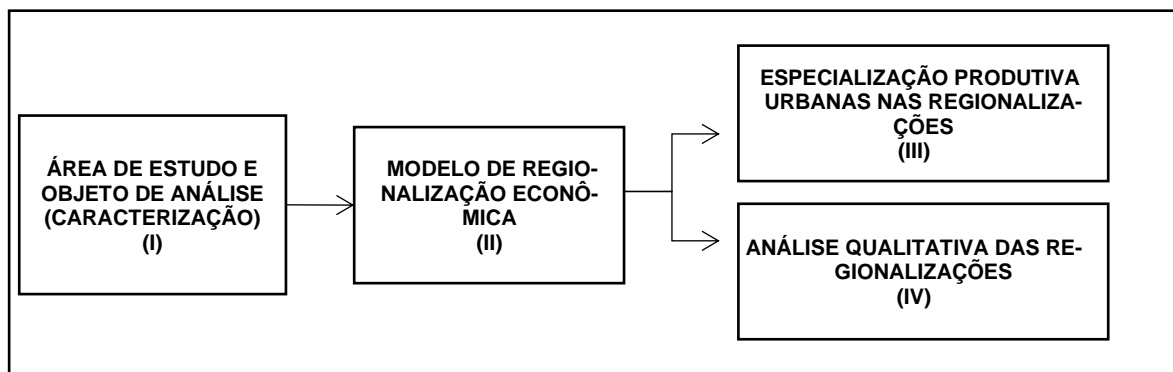 ÁREA DE ESTUDO E
OBJETO DE ANÁLISE
(CARACTERIZAÇÃO)
(I)
MODELO DE REGIO-
NALIZAÇÃO ECONÔ-
MICA
(II)
ESPECIALIZAÇÃO PRODUTIVA
URBANAS NAS REGIONALIZA-
ÇÕES
(III)
ANÁLISE QUALITATIVA DAS RE-
GIONALIZAÇÕES
(IV)